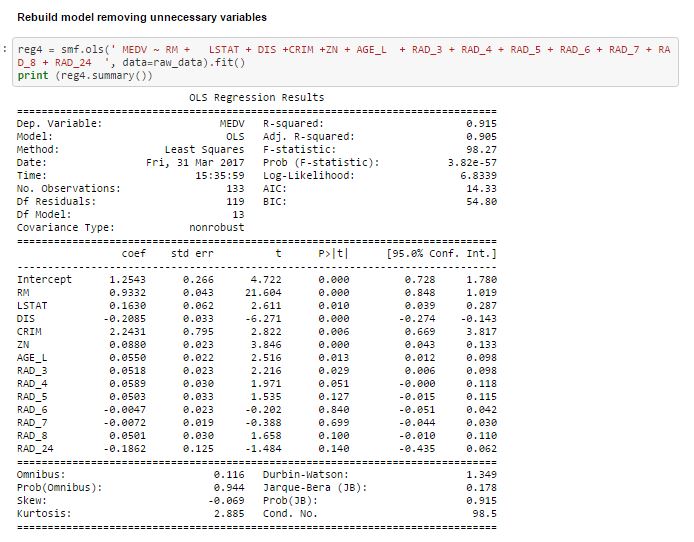 Rebuild model removing unnecessary variables
: reg4 = smf.ols(' MEDV ~ RM +   LSTAT + DIS +CRIM +ZN + AGE_L  + RAD_3 + RAD_4 + RAD_5 + RAD_6 + RAD_7 + RA
D_8 + RAD_24  ', data=raw_data).fit()
print (reg4.summary())
OLS Regression Results
==============================================================================
Dep. Variable: MEDV R-squared: 0.915
Model: OLS Adj. R-squared: 0.905
Method: Least Squares F-statistic: 98.27
Date: Fri, 31 Mar 2017 Prob (F-statistic): 3.82e-57
Time: 15:35:59 Log-Likelihood: 6.8339
No. Observations: 133 AIC: 14.33
Df Residuals: 119 BIC: 54.80
Df Model: 13
Covariance Type: nonrobust
==============================================================================
coef std err t P>|t| [95.0% Conf. Int.]
------------------------------------------------------------------------------
Intercept 1.2543 0.266 4.722 0.000 0.728 1.780
RM 0.9332 0.043 21.604 0.000 0.848 1.019
LSTAT 0.1630 0.062 2.611 0.010 0.039 0.287
DIS -0.2085 0.033 -6.271 0.000 -0.274 -0.143
CRIM 2.2431 0.795 2.822 0.006 0.669 3.817
ZN 0.0880 0.023 3.846 0.000 0.043 0.133
AGE_L 0.0550 0.022 2.516 0.013 0.012 0.098
RAD_3 0.0518 0.023 2.216 0.029 0.006 0.098
RAD_4 0.0589 0.030 1.971 0.051 -0.000 0.118
RAD_5 0.0503 0.033 1.535 0.127 -0.015 0.115
RAD_6 -0.0047 0.023 -0.202 0.840 -0.051 0.042
RAD_7 -0.0072 0.019 -0.388 0.699 -0.044 0.030
RAD_8 0.0501 0.030 1.658 0.100 -0.010 0.110
RAD_24 -0.1862 0.125 -1.484 0.140 -0.435 0.062
==============================================================================
Omnibus: 0.116 Durbin-Watson: 1.349
Prob(Omnibus): 0.944 Jarque-Bera (JB): 0.178
Skew: -0.069 Prob(JB): 0.915
Kurtosis: 2.885 Cond. No. 98.5
==============================================================================